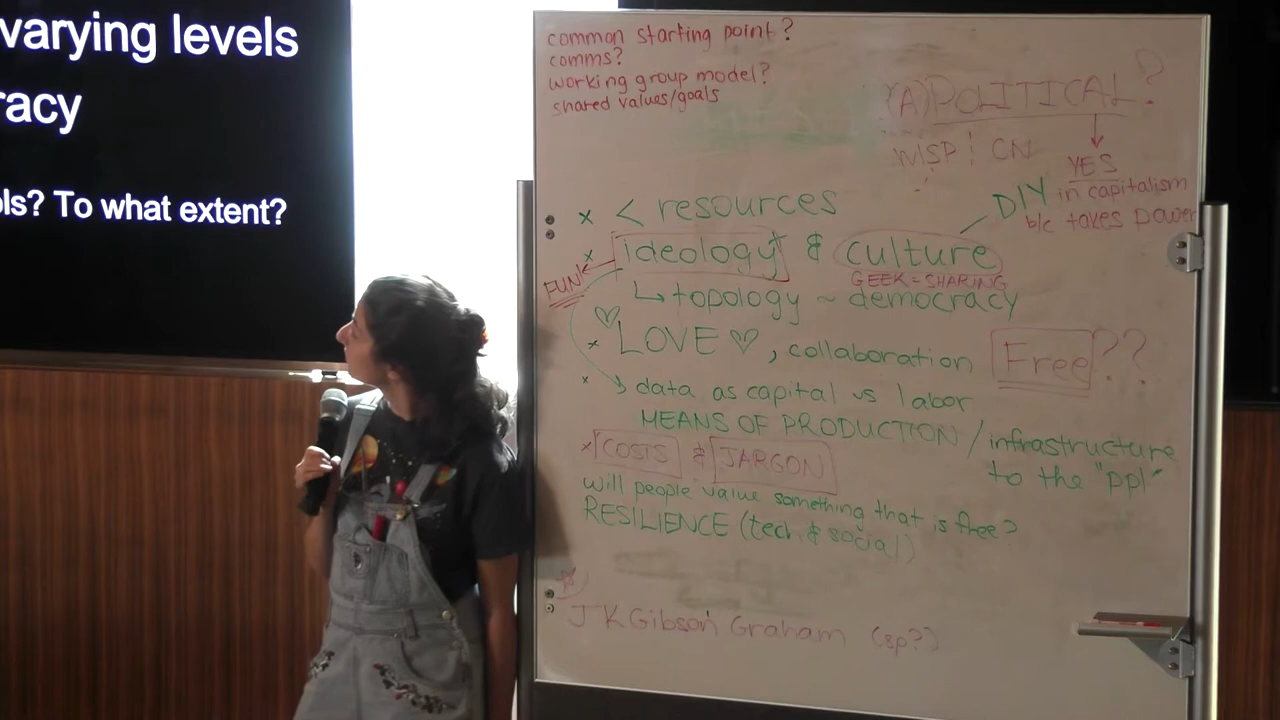 varying levels
racy
ols? To what extent?
common starting point?
comms?
working group model?
shared values/goals
(A)POLITICAL?
WISP | CN
YES
DIY in capitalism
b/c takes power
x < resources
x ideology & culture
FUN
GEEK = SHARING
↳ topology ~ democracy
x LOVE ♡, collaboration Free??
x data as capital vs labor
MEANS OF PRODUCTION / infrastructure
to the "ppl"
x COSTS & JARGON
will people value something that is free?
RESILIENCE (tech & social)
J K Gibson Graham (sp?)